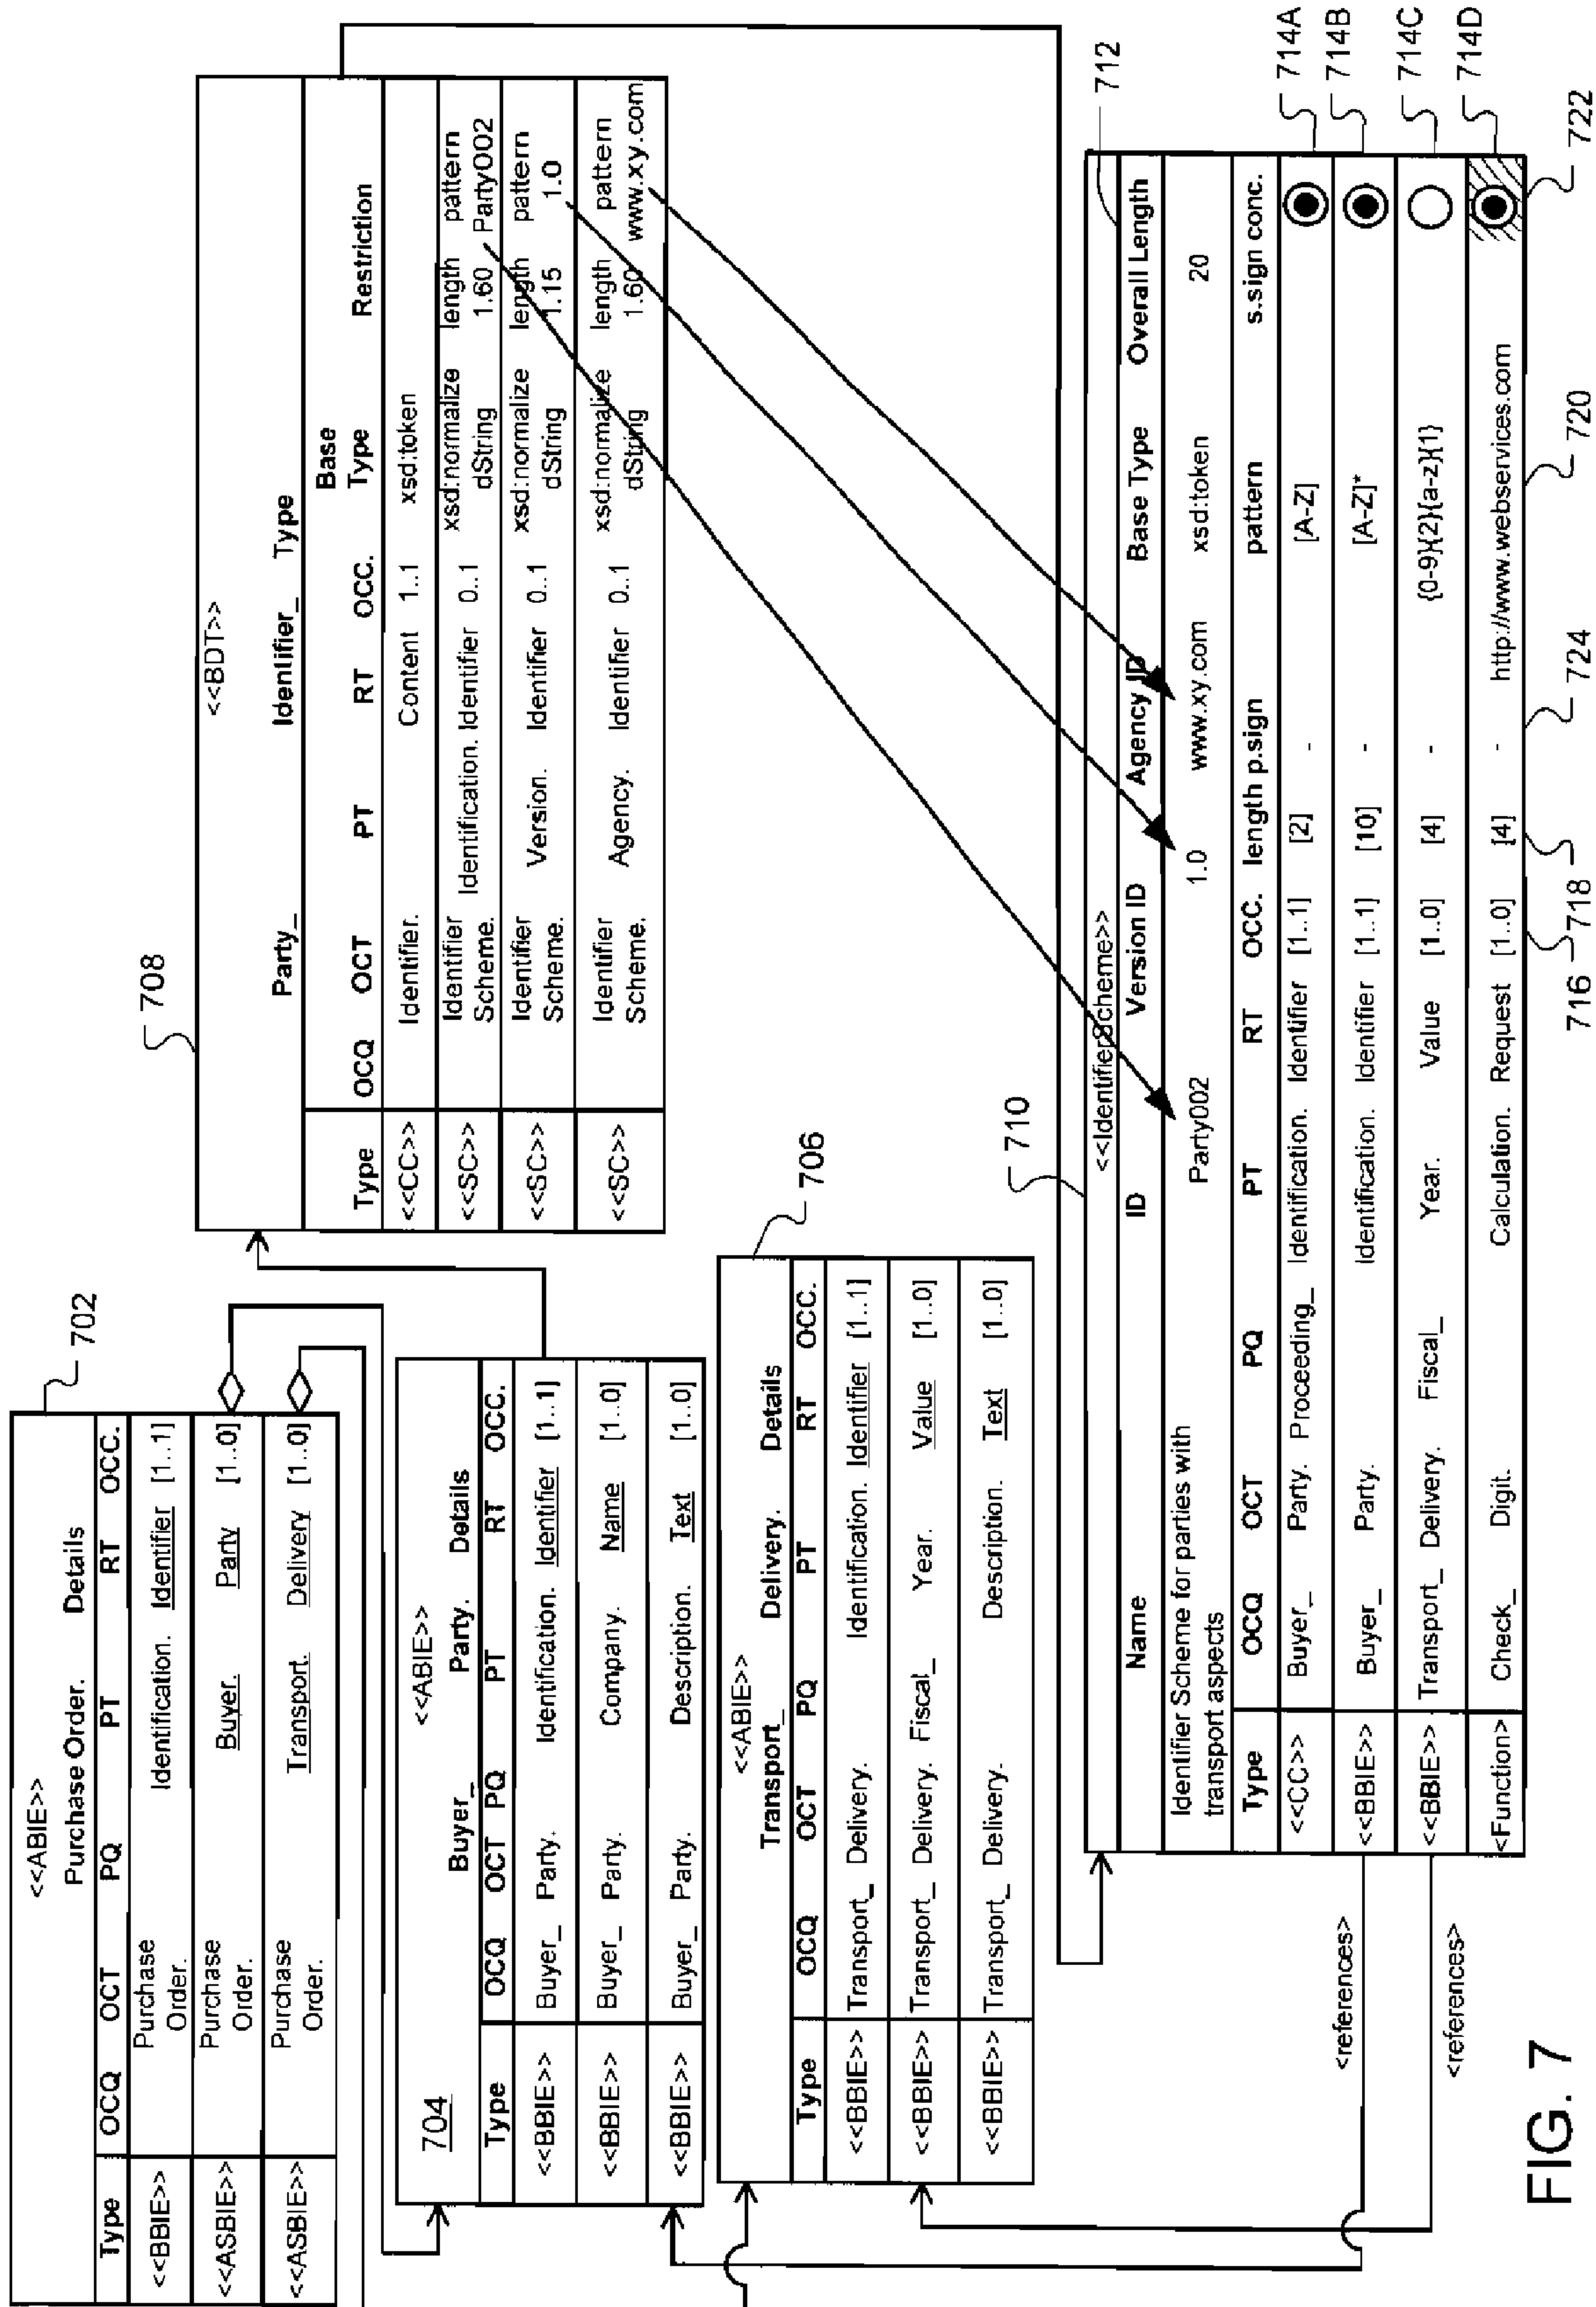 <<ABIE>>
Purchase Order. Details
Type OCQ OCT PQ PT RT OCC.
<<BBIE>> Purchase Order. Identification. Identifier [1..1]
<<ASBIE>> Purchase Order. Buyer. Party [1..0]
<<ASBIE>> Purchase Order. Transport. Delivery [1..0]
702
704
<<ABIE>>
Buyer_ Party. Details
Type OCQ OCT PQ PT RT OCC.
<<BBIE>> Buyer_ Party. Identification. Identifier [1..1]
<<BBIE>> Buyer_ Party. Company. Name [1..0]
<<BBIE>> Buyer_ Party. Description. Text [1..0]
<<ABIE>>
Transport_ Delivery. Details
Type OCQ OCT PQ PT RT OCC.
<<BBIE>> Transport_ Delivery. Identification. Identifier [1..1]
<<BBIE>> Transport_ Delivery. Fiscal_ Year. Value [1..0]
<<BBIE>> Transport_ Delivery. Description. Text [1..0]
706
708
<<BDT>>
Party_ Identifier_ Type
Type OCQ OCT PT RT OCC. Base Type Restriction
<<CC>> Identifier. Content 1..1 xsd:token
<<SC>> Identifier Scheme. Identification. Identifier 0..1 xsd:normalize dString length 1.60 pattern Party002
<<SC>> Identifier Scheme. Version. Identifier 0..1 xsd:normalize dString length 1.15 pattern 1.0
<<SC>> Identifier Scheme. Agency. Identifier 0..1 xsd:normalize dString length 1.60 pattern www.xy.com
710
<<IdentifierScheme>>
712
Name ID Version ID Agency ID Base Type Overall Length
Identifier Scheme for parties with transport aspects Party002 1.0 www.xy.com xsd:token 20
Type OCQ OCT PQ PT RT OCC. length p.sign pattern s.sign conc.
<<CC>> Buyer_ Party. Proceeding_ Identification. Identifier [1..1] [2] - [A-Z]
714A
<<BBIE>> Buyer_ Party. Identification. Identifier [1..1] [10] - [A-Z]*
714B
<<BBIE>> Transport_ Delivery. Fiscal_ Year. Value [1..0] [4] - {0-9}{2}{a-z}{1}
714C
<Function> Check_ Digit. Calculation. Request [1..0] [4] - http://www.webservices.com
714D
716 718 724 720 722
<references>
<references>
FIG. 7